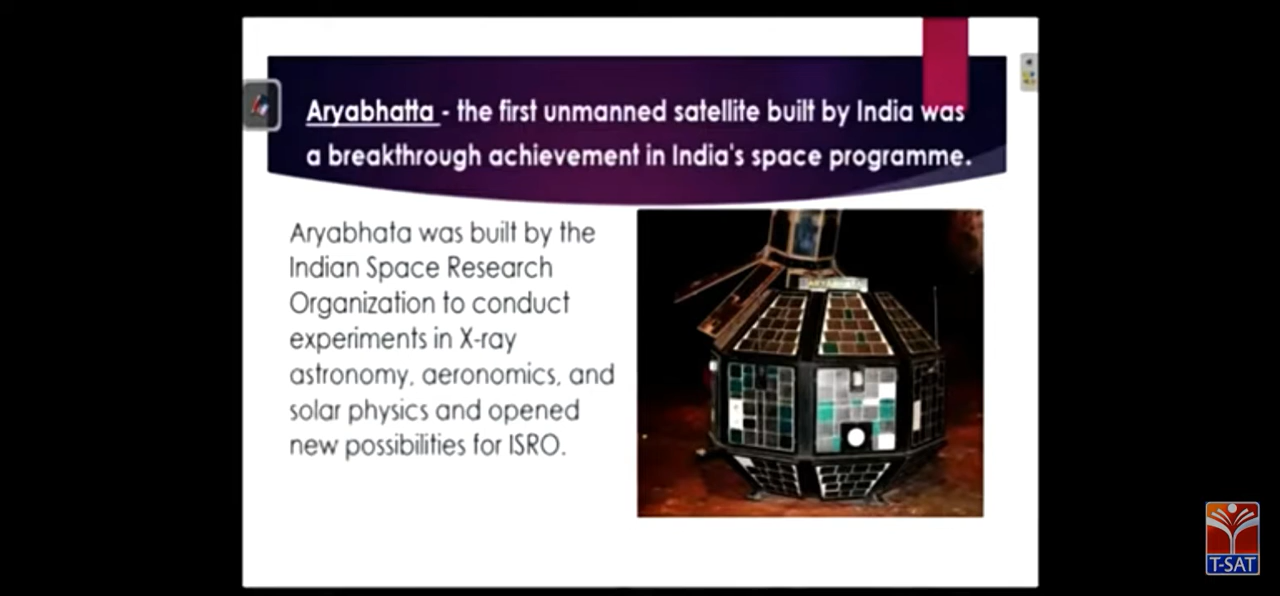 Aryabhatta - the first unmanned satellite built by India was
a breakthrough achievement in India's space programme.
Aryabhata was built by the
Indian Space Research
Organization to conduct
experiments in X-ray
astronomy, aeronomics, and
solar physics and opened
new possibilities for ISRO.
ARYABHATA
T-SAT